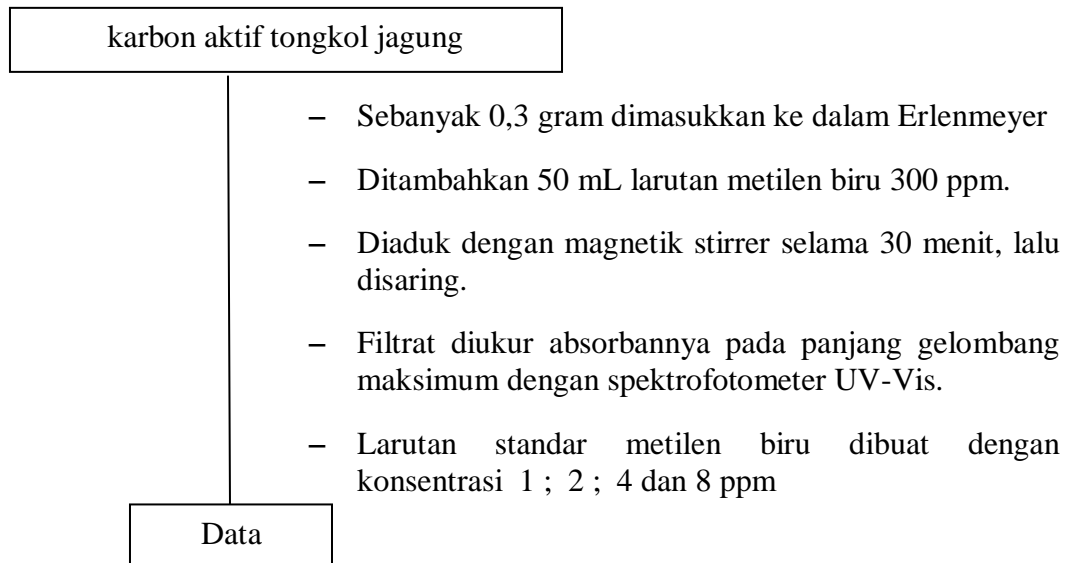 karbon aktif tongkol jagung
– Sebanyak 0,3 gram dimasukkan ke dalam Erlenmeyer
– Ditambahkan 50 mL larutan metilen biru 300 ppm.
– Diaduk dengan magnetik stirrer selama 30 menit, lalu
disaring.
– Filtrat diukur absorbannya pada panjang gelombang
maksimum dengan spektrofotometer UV-Vis.
– Larutan standar metilen biru dibuat dengan
konsentrasi 1 ; 2 ; 4 dan 8 ppm
Data